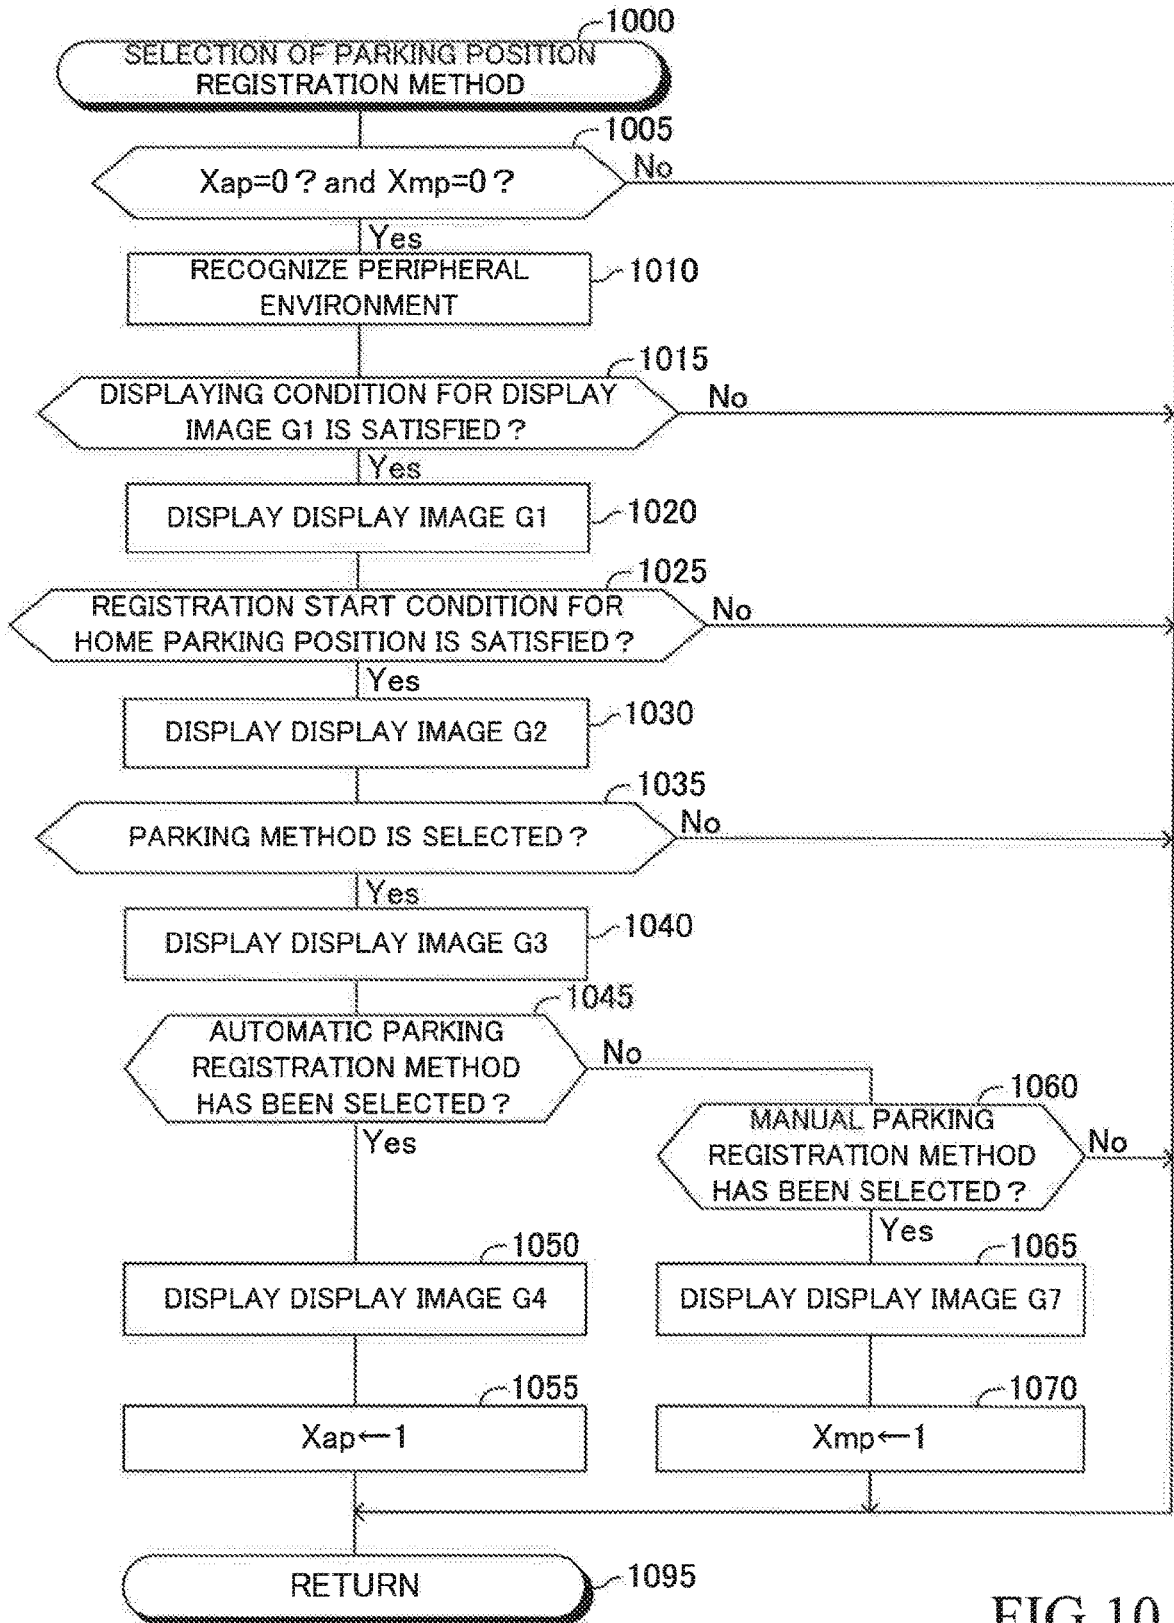 1000
SELECTION OF PARKING POSITION
REGISTRATION METHOD
1005
Xap=0? and Xmp=0?
No
Yes
RECOGNIZE PERIPHERAL
ENVIRONMENT
1010
1015
DISPLAYING CONDITION FOR DISPLAY
IMAGE G1 IS SATISFIED?
No
Yes
DISPLAY DISPLAY IMAGE G1
1020
1025
REGISTRATION START CONDITION FOR
HOME PARKING POSITION IS SATISFIED?
No
Yes
DISPLAY DISPLAY IMAGE G2
1030
1035
PARKING METHOD IS SELECTED?
No
Yes
DISPLAY DISPLAY IMAGE G3
1040
1045
AUTOMATIC PARKING
REGISTRATION METHOD
HAS BEEN SELECTED?
No
Yes
1060
MANUAL PARKING
REGISTRATION METHOD
HAS BEEN SELECTED?
No
Yes
1050
DISPLAY DISPLAY IMAGE G4
1065
DISPLAY DISPLAY IMAGE G7
1055
Xap←1
1070
Xmp←1
RETURN
1095
FIG.10